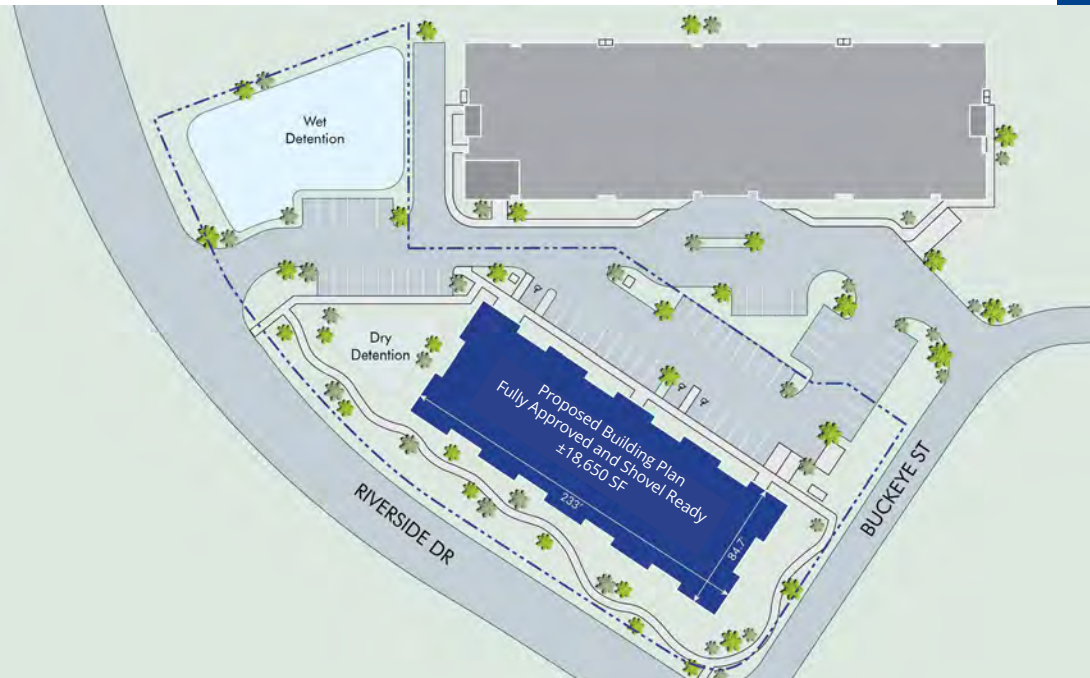 Wet
Detention
Dry
Detention
Proposed Building Plan
Fully Approved and Shovel Ready
±18,650 SF
233'
84.7'
RIVERSIDE DR
BUCKEYE ST